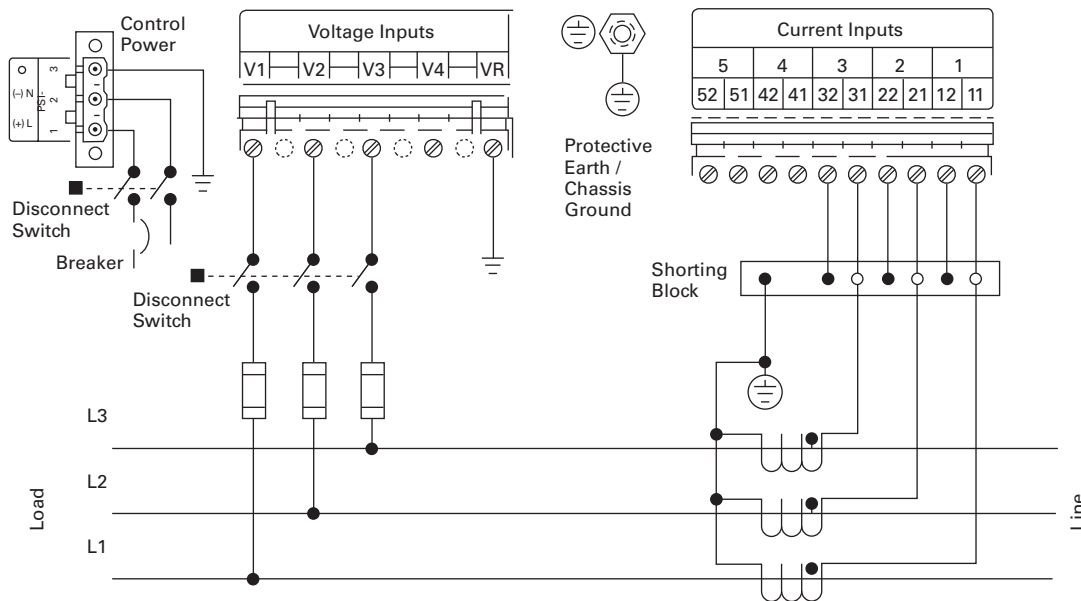 Control
Power
3
2
1
(–) N
(+) L
PS1-
Disconnect
Switch
Breaker
Voltage Inputs
V1 V2 V3 V4 VR
Disconnect
Switch
Protective
Earth /
Chassis
Ground
Current Inputs
5 4 3 2 1
52 51 42 41 32 31 22 21 12 11
Shorting
Block
L3
L2
L1
Load
Line